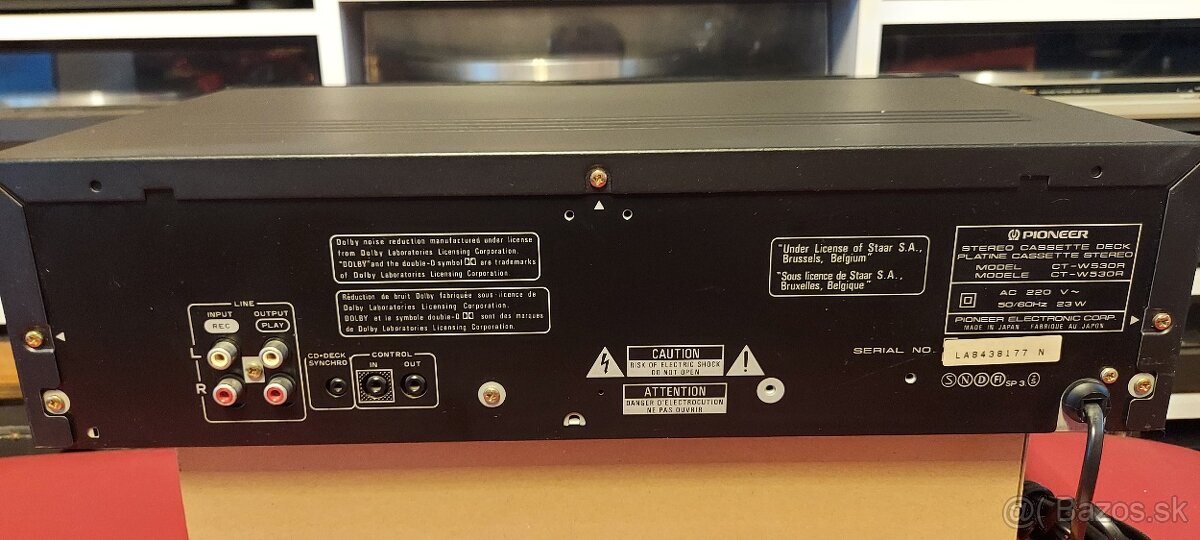 Dolby noise reduction manufactured under license
from Dolby Laboratories Licensing Corporation.
"DOLBY" and the double-D symbol are trademarks
of Dolby Laboratories Licensing Corporation.
Réduction de bruit Dolby fabriquée sous-licence de
Dolby Laboratories Licensing Corporation.
DOLBY et le symbole double-D sont des marques
de Dolby Laboratories Licensing Corporation.
"Under License of Staar S.A.,
Brussels, Belgium"
"Sous licence de Staar S.A.,
Bruxelles, Belgique"
PIONEER
STEREO CASSETTE DECK
PLATINE CASSETTE STEREO
MODEL CT-W530R
MODELE CT-W530R
AC 220 V~
50/60Hz 23 W
PIONEER ELECTRONIC CORP.
MADE IN JAPAN FABRIQUE AU JAPON
SERIAL NO. LA8438177 N
S N D FI SP 3
LINE
INPUT OUTPUT
REC PLAY
L
R
CD•DECK
SYNCHRO
CONTROL
IN OUT
CAUTION
RISK OF ELECTRIC SHOCK
DO NOT OPEN
ATTENTION
DANGER D'ELECTROCUTION
NE PAS OUVRIR
Bazos.sk